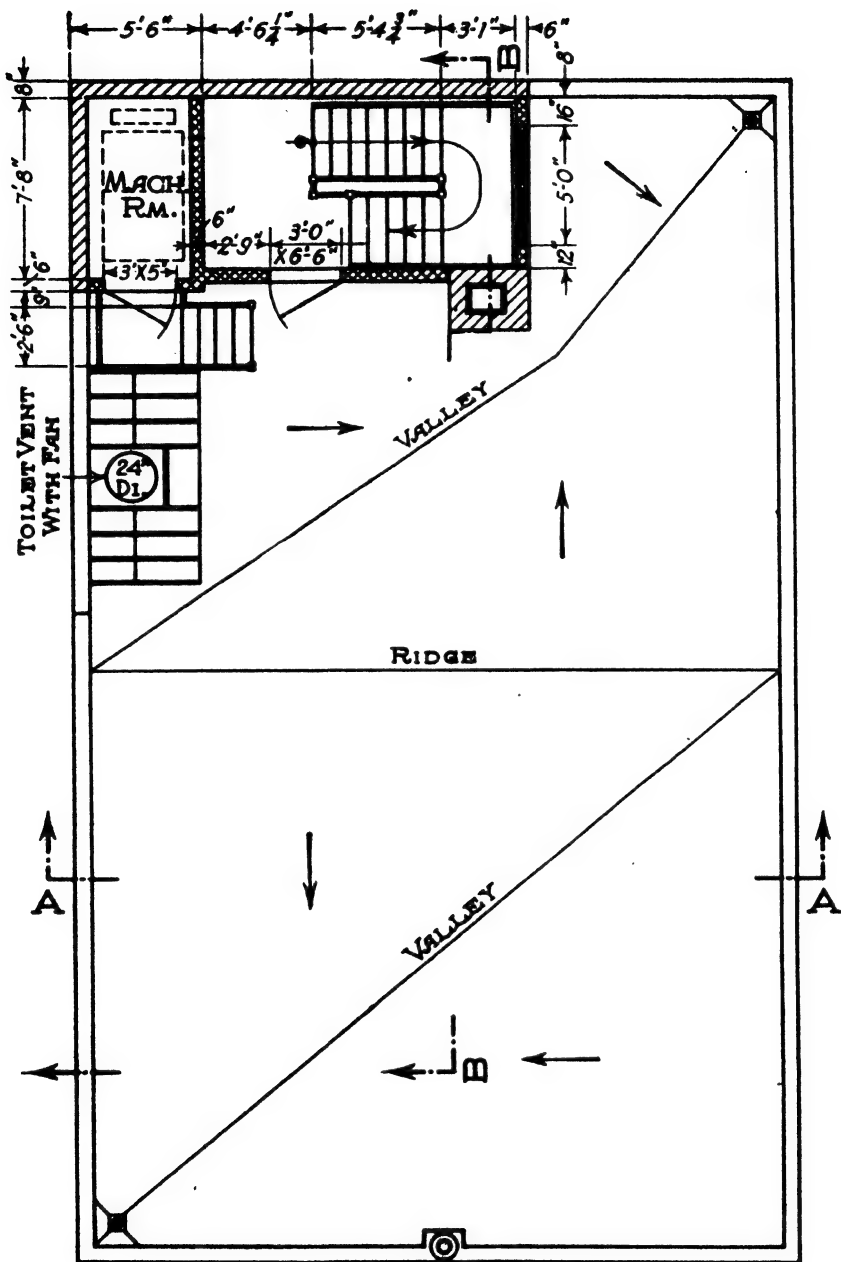 5'-6" 4'-6 1/4" 5'-4 3/4" 3'-1" 6"
B
8"
8"
16"
7'-8"
MACH.
RM.
5'-0"
6"
2'-9"
3'-0"
X6'-6"
12"
3'X5"
6"
9"
2'-6"
TOILET VENT
WITH FAN
24"
DI.
VALLEY
RIDGE
A
A
VALLEY
B